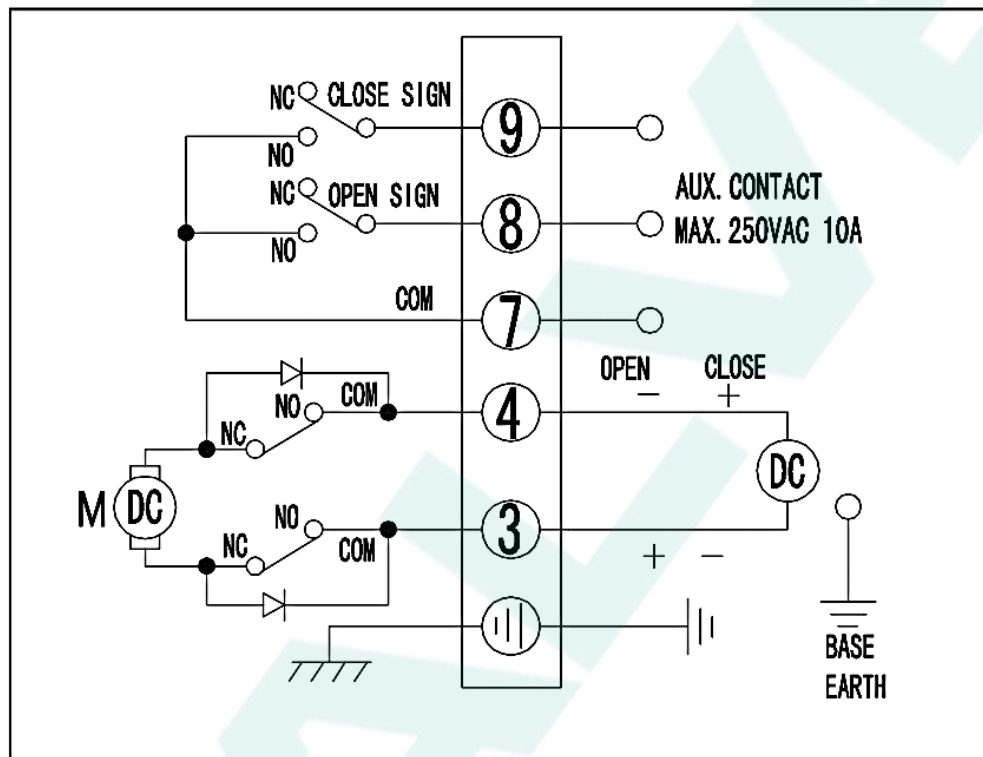 NC CLOSE SIGN
9
NO
NC OPEN SIGN
8
AUX. CONTACT
MAX. 250VAC 10A
NO
COM
7
OPEN CLOSE
- +
NO COM
4
NC
M DC
DC
NO
3
NC COM
+ -
BASE
EARTH